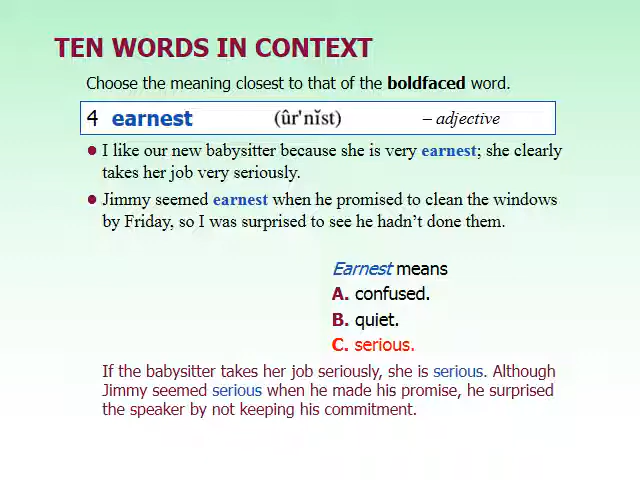 TEN WORDS IN CONTEXT
Choose the meaning closest to that of the boldfaced word.
4 earnest (ûr'nĭst) – adjective
● I like our new babysitter because she is very earnest; she clearly
takes her job very seriously.
● Jimmy seemed earnest when he promised to clean the windows
by Friday, so I was surprised to see he hadn't done them.
Earnest means
A. confused.
B. quiet.
C. serious.
If the babysitter takes her job seriously, she is serious. Although
Jimmy seemed serious when he made his promise, he surprised
the speaker by not keeping his commitment.